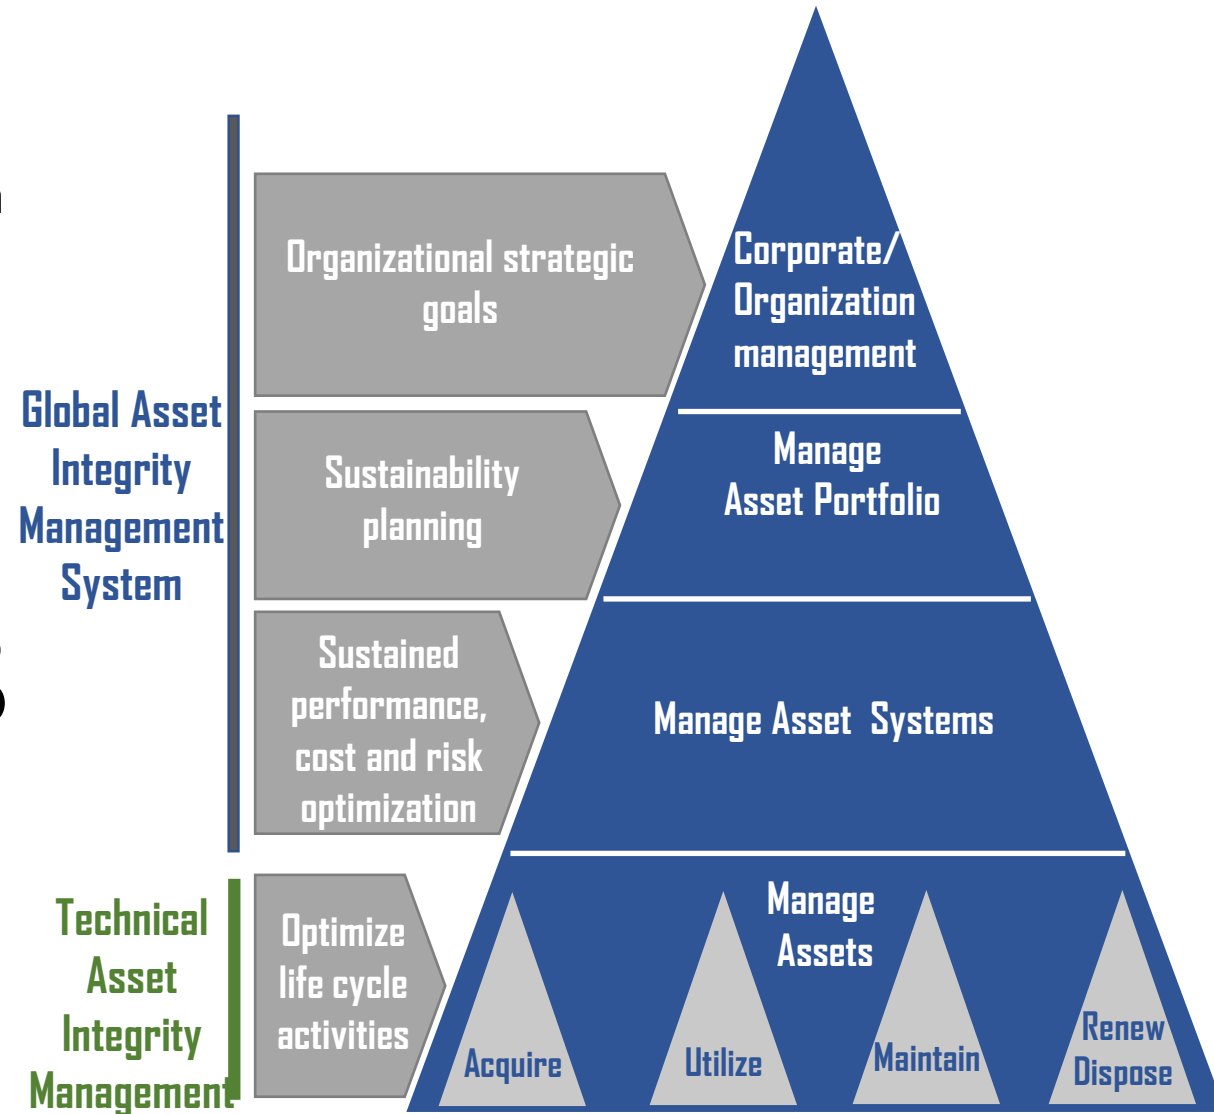 Organizational strategic
goals
Corporate/
Organization
management
Global Asset
Integrity
Management
System
Sustainability
planning
Manage
Asset Portfolio
Sustained
performance,
cost and risk
optimization
Manage Asset Systems
Technical
Asset
Integrity
Management
Optimize
life cycle
activities
Manage
Assets
Acquire
Utilize
Maintain
Renew
Dispose